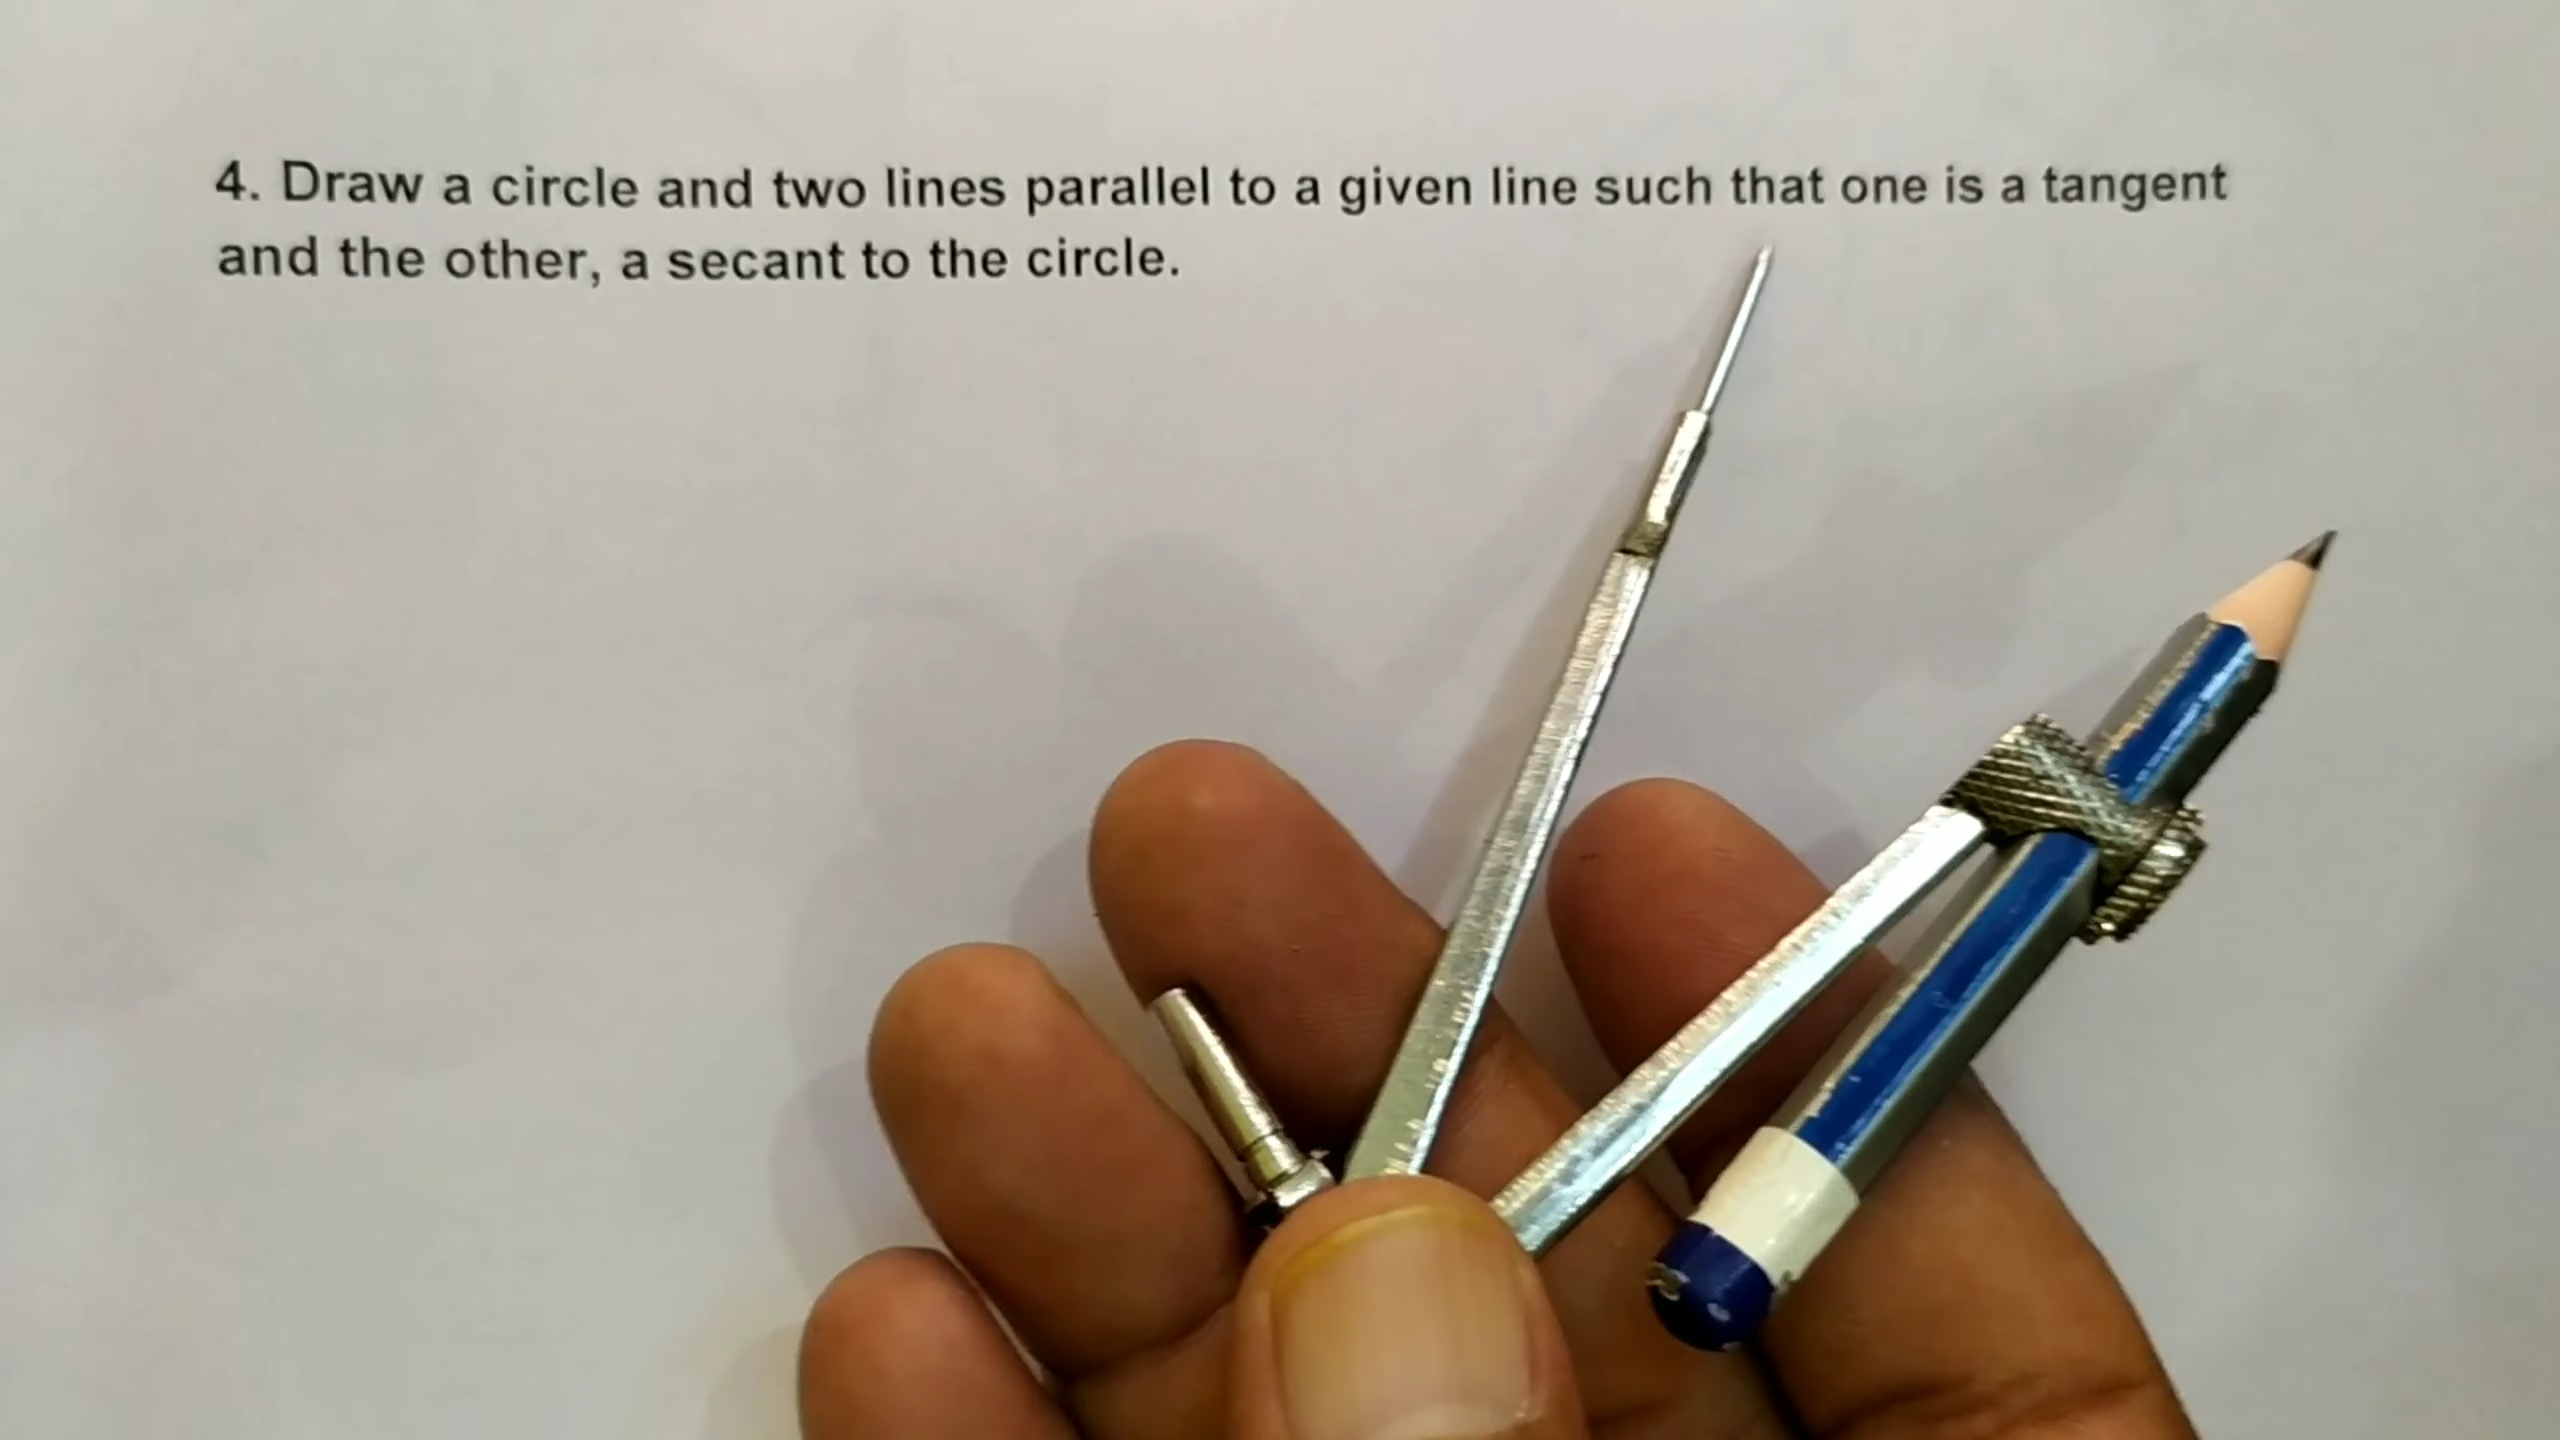 4. Draw a circle and two lines parallel to a given line such that one is a tangent
and the other, a secant to the circle.